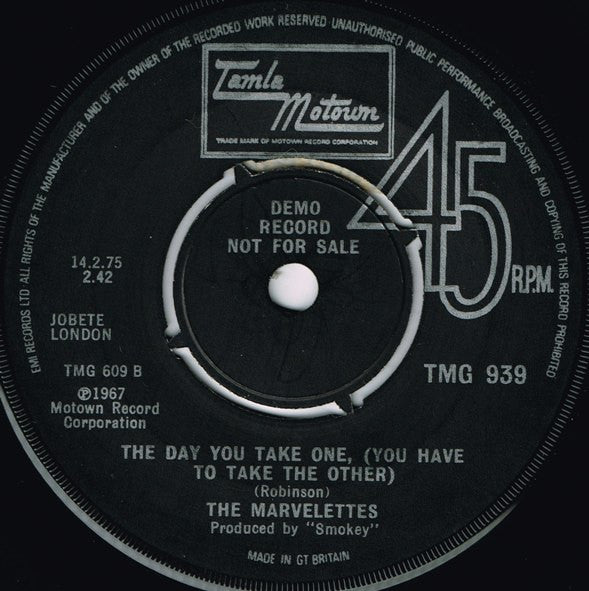 EMI RECORDS LTD ALL RIGHTS OF THE MANUFACTURER AND OF THE OWNER OF THE RECORDED WORK RESERVED UNAUTHORISED PUBLIC PERFORMANCE BROADCASTING AND COPYING OF THIS RECORD PROHIBITED
Tamla
Motown
TRADE MARK OF MOTOWN RECORD CORPORATION
45
R.P.M.
DEMO
RECORD
NOT FOR SALE
14.2.75
2.42
JOBETE
LONDON
TMG 609 B
℗1967
Motown Record
Corporation
TMG 939
THE DAY YOU TAKE ONE, (YOU HAVE
TO TAKE THE OTHER)
(Robinson)
THE MARVELETTES
Produced by "Smokey"
MADE IN GT BRITAIN